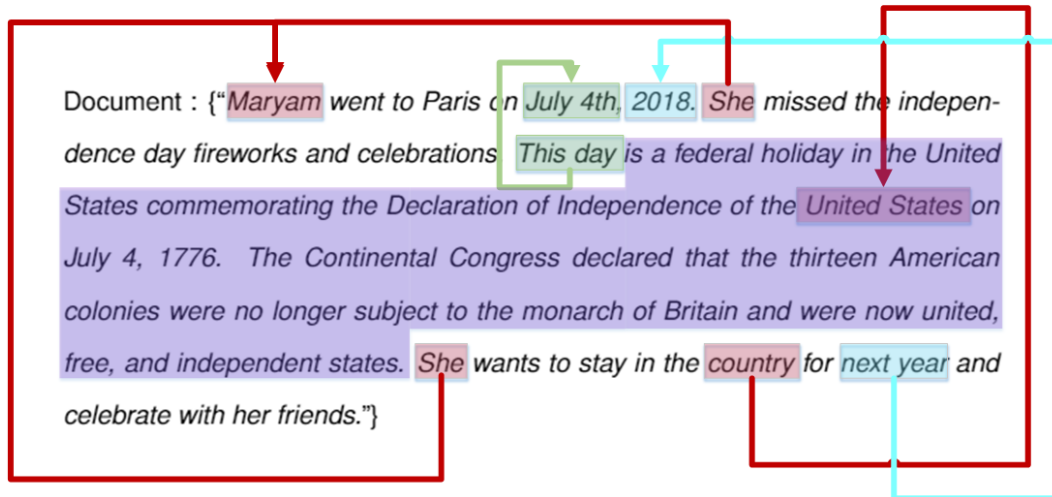 Document : {“Maryam went to Paris on July 4th, 2018. She missed the indepen-
dence day fireworks and celebrations. This day is a federal holiday in the United
States commemorating the Declaration of Independence of the United States on
July 4, 1776. The Continental Congress declared that the thirteen American
colonies were no longer subject to the monarch of Britain and were now united,
free, and independent states. She wants to stay in the country for next year and
celebrate with her friends.”}